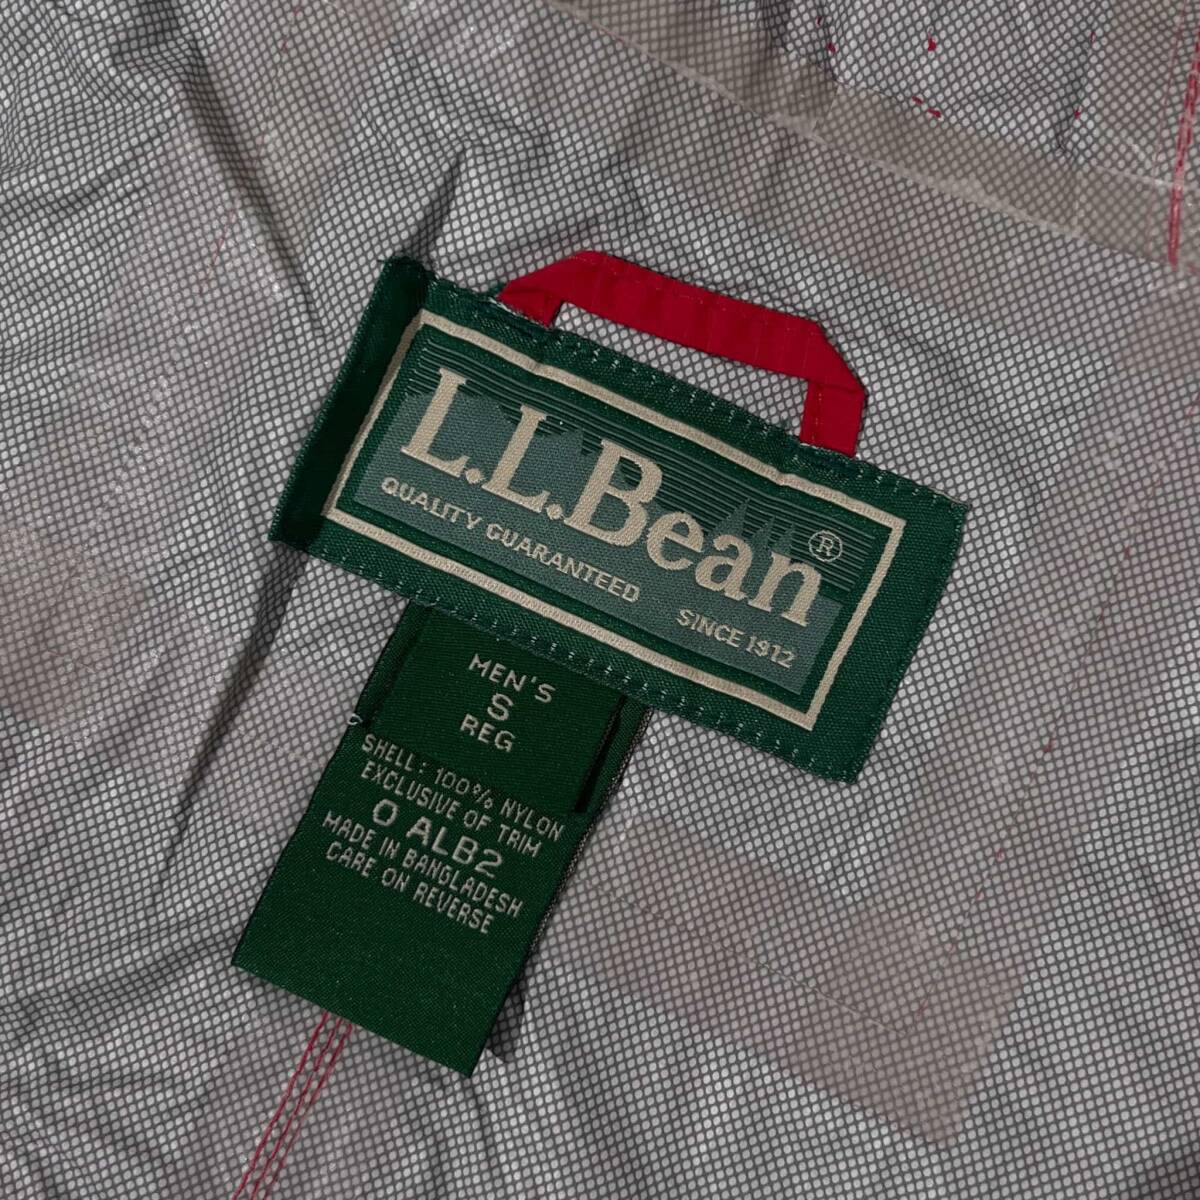 L.L.Bean®
QUALITY GUARANTEED SINCE 1912
MEN'S
S
REG
SHELL: 100% NYLON
EXCLUSIVE OF TRIM
0 ALB2
MADE IN BANGLADESH
CARE ON REVERSE